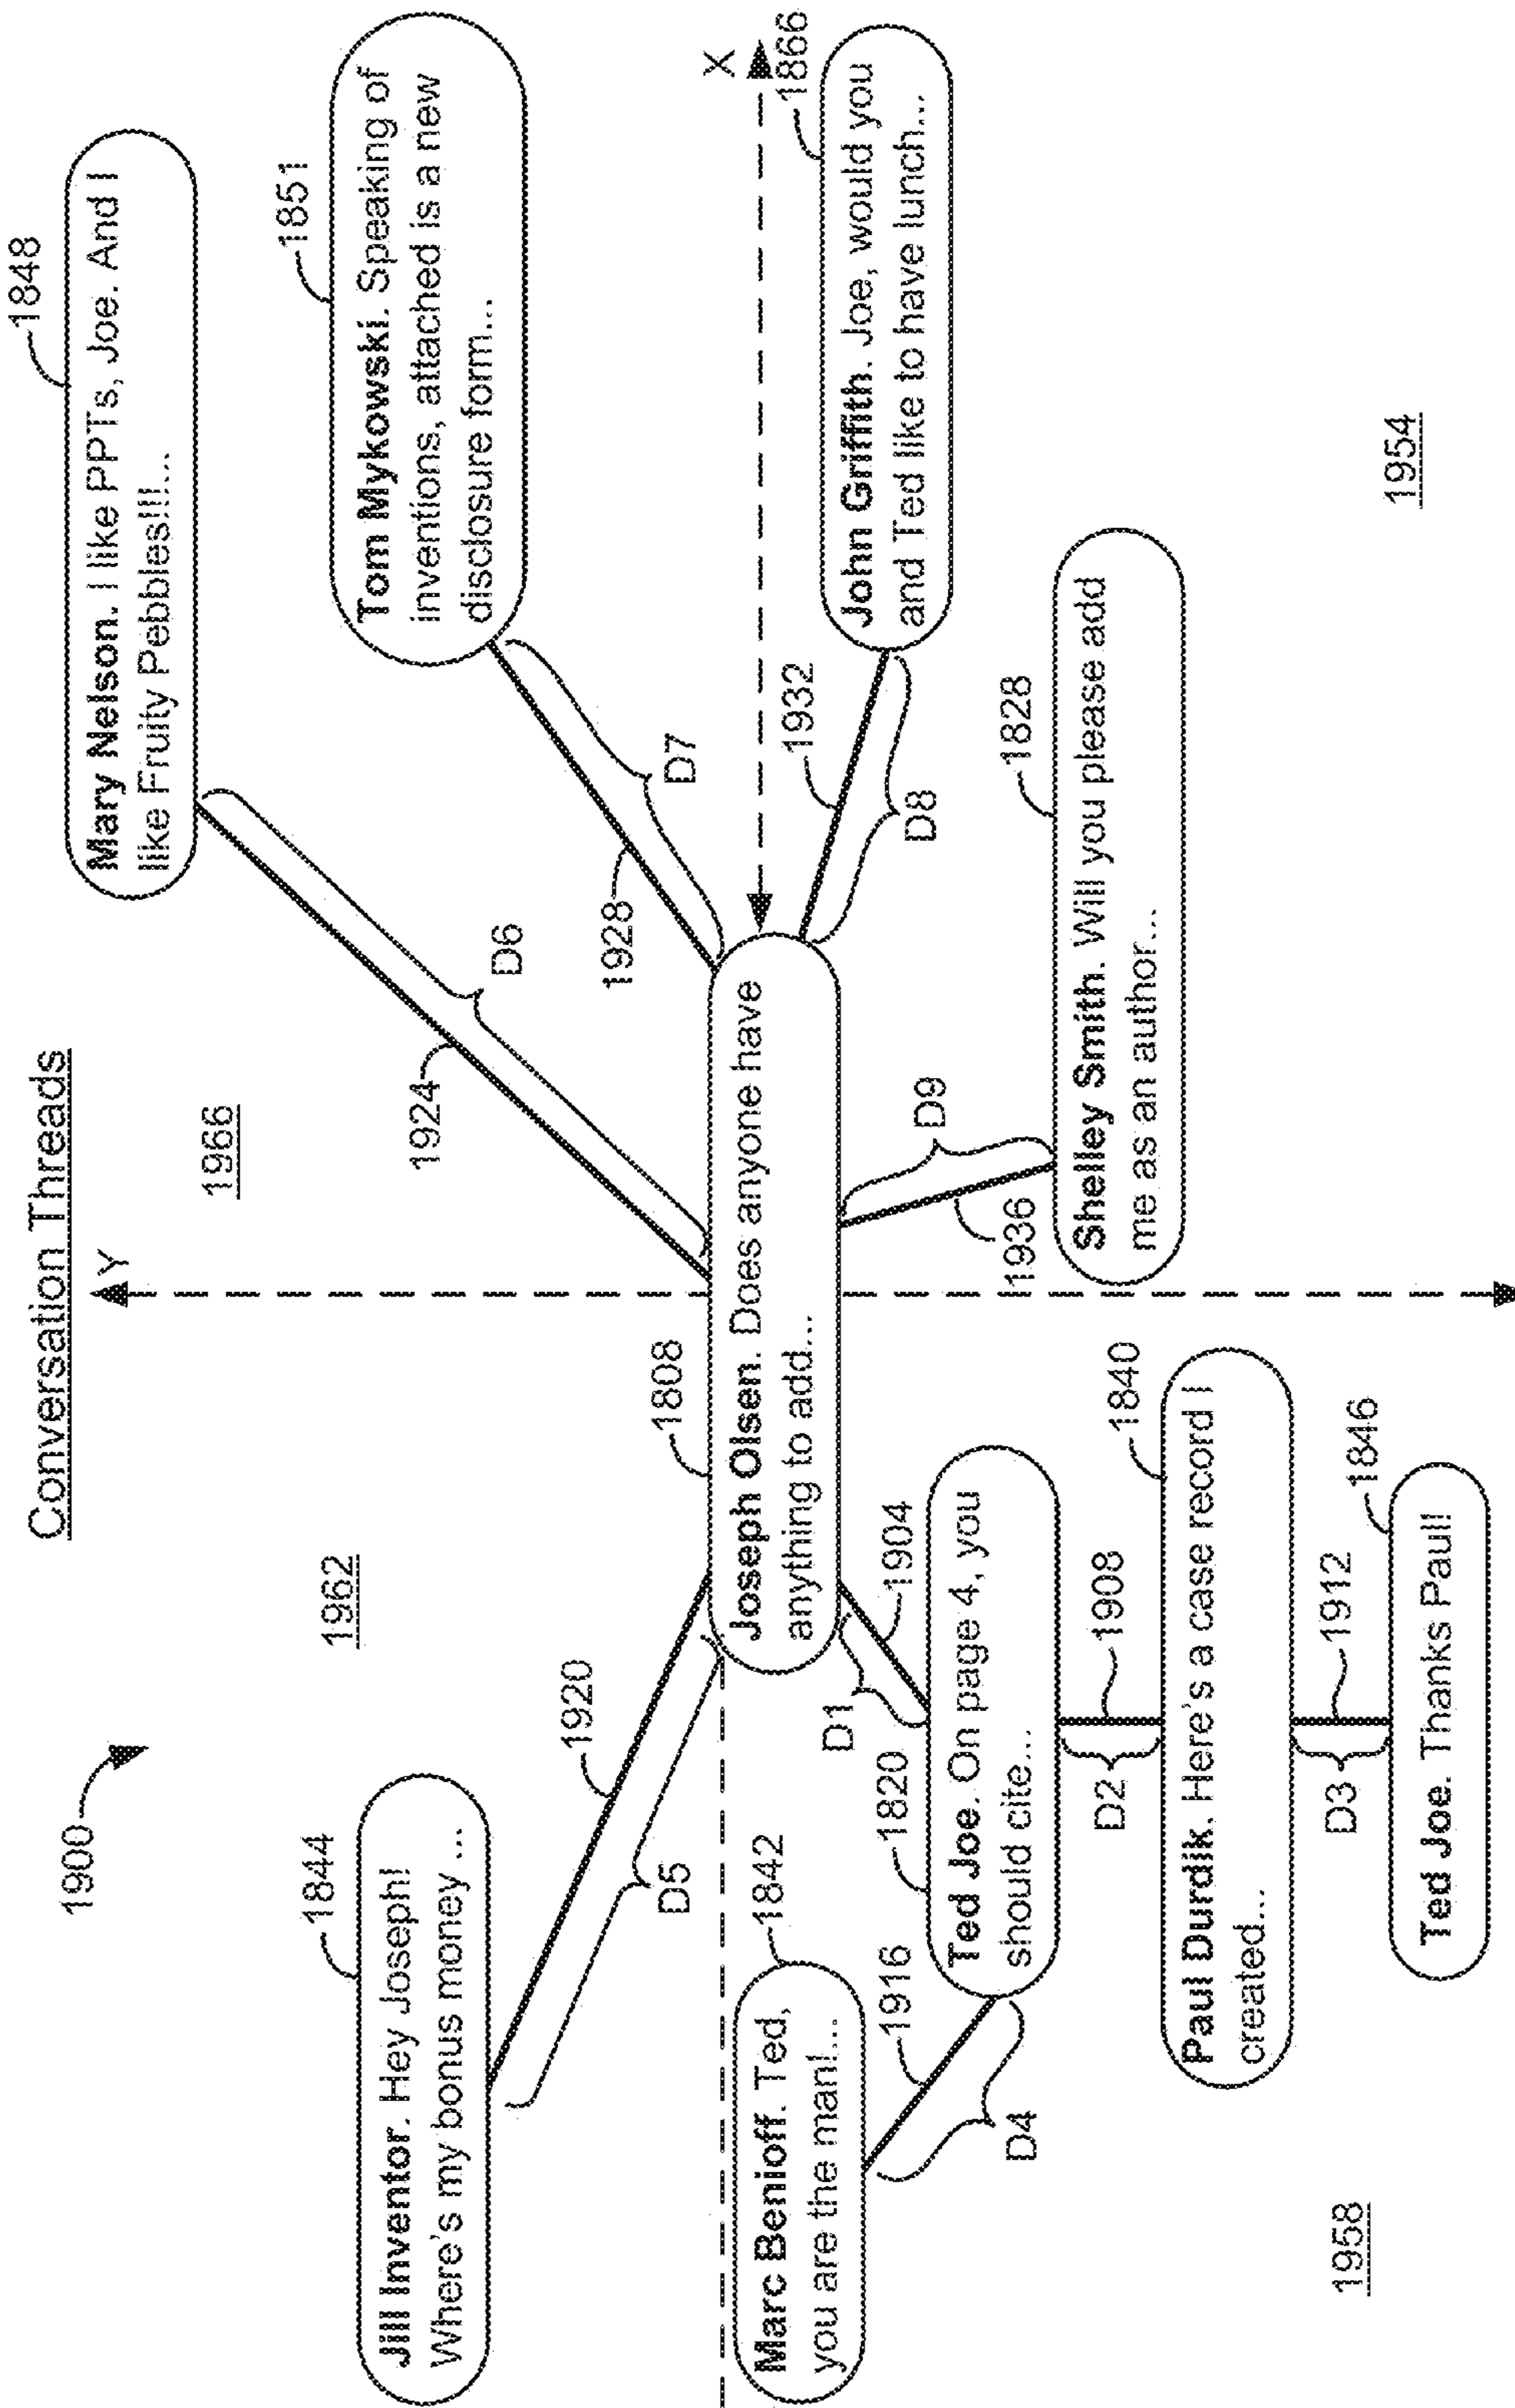 Conversation Threads
1900
1844
Jill Inventor. Hey Joseph!
Where's my bonus money ...
1962
1920
D5
Y
1966
1848
Mary Nelson. I like PPTs, Joe. And I
like Fruity Pebbles!!!...
1924
D6
1851
Tom Mykowski. Speaking of
inventions, attached is a new
disclosure form...
1928
D7
X
1808
Joseph Olsen. Does anyone have
anything to add...
1842
Marc Benioff. Ted,
you are the man!...
1916
D4
D1
1904
1820
Ted Joe. On page 4, you
should cite...
D2
1908
1840
Paul Durdik. Here's a case record I
created...
D3
1912
1846
Ted Joe. Thanks Paul!
1958
1866
John Griffith. Joe, would you
and Ted like to have lunch...
1932
D8
1936
D9
1828
Shelley Smith. Will you please add
me as an author...
1954